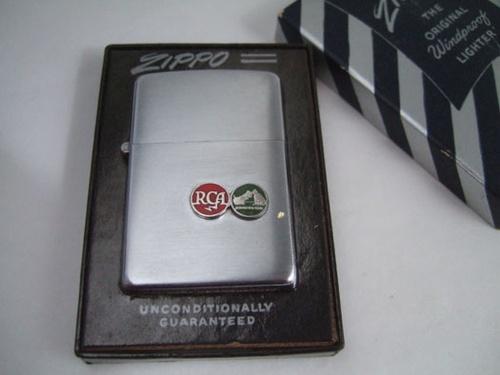 ZIPPO
RCA
UNCONDITIONALLY
GUARANTEED
THE
ORIGINAL
Windproof
LIGHTER